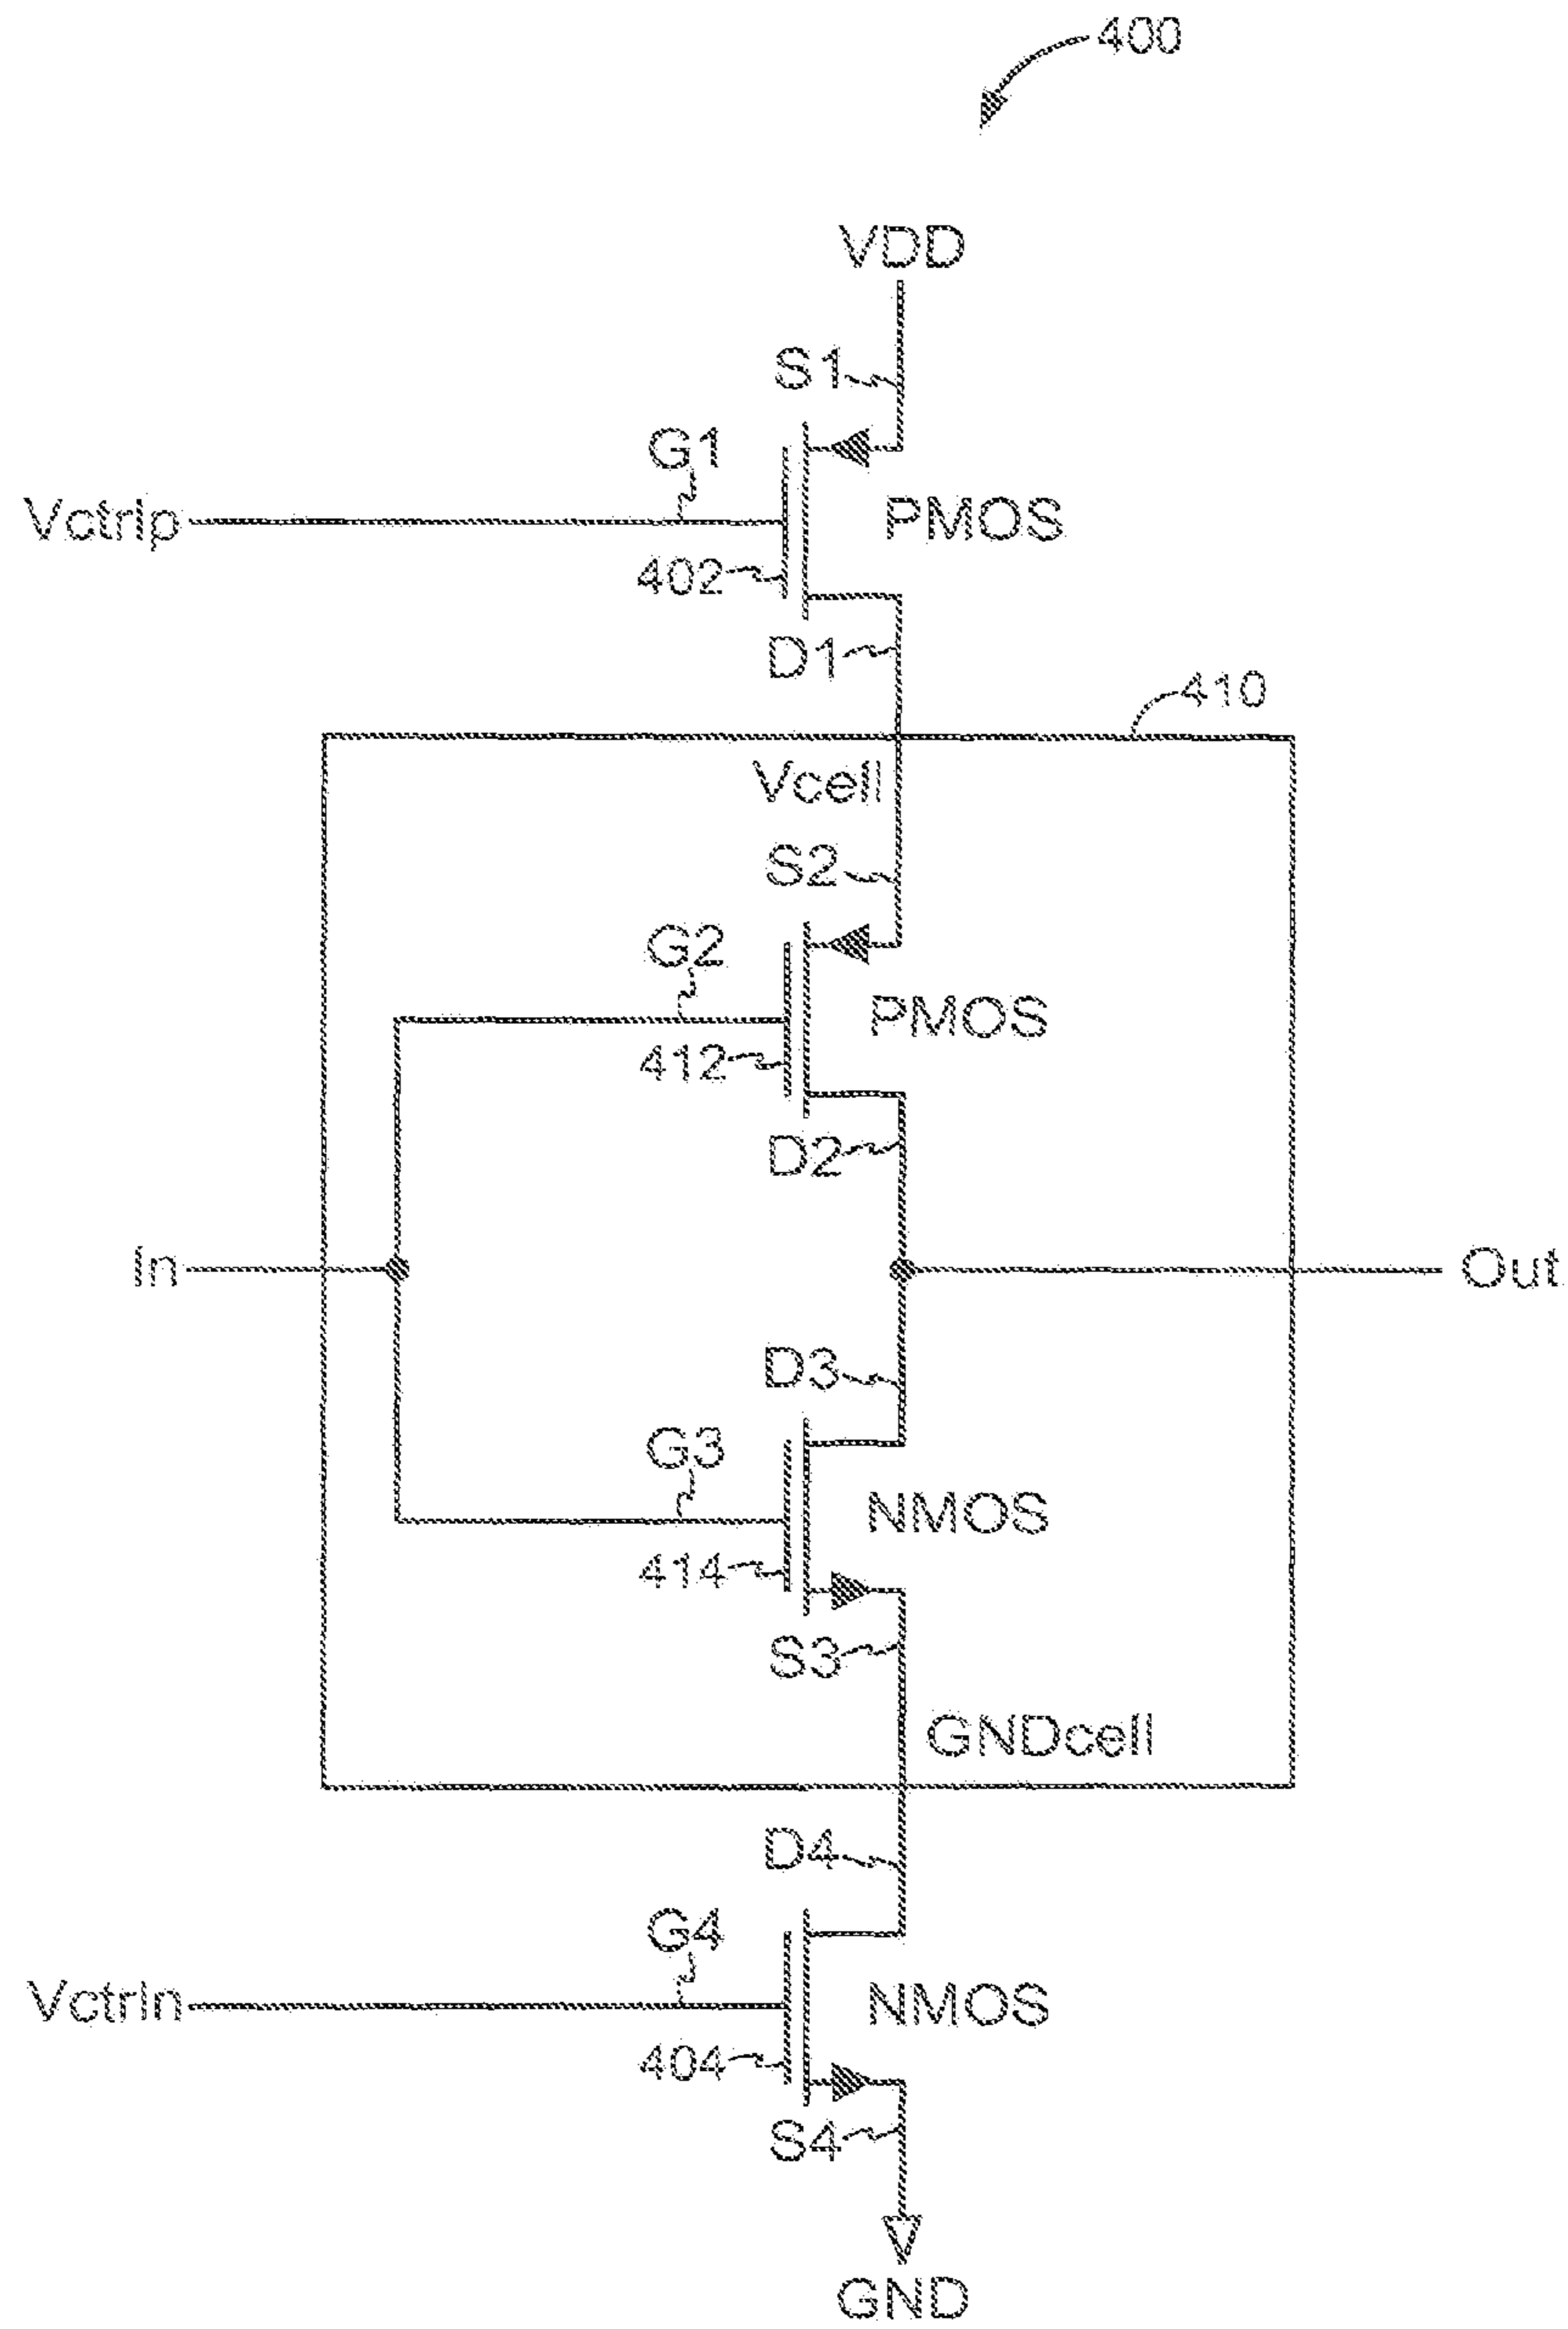 400
VDD
S1
G1
Vctrlp
PMOS
402
D1
410
Vcell
S2
G2
PMOS
412
D2
In
Out
D3
G3
NMOS
414
S3
GNDcell
D4
G4
Vctrln
NMOS
404
S4
GND